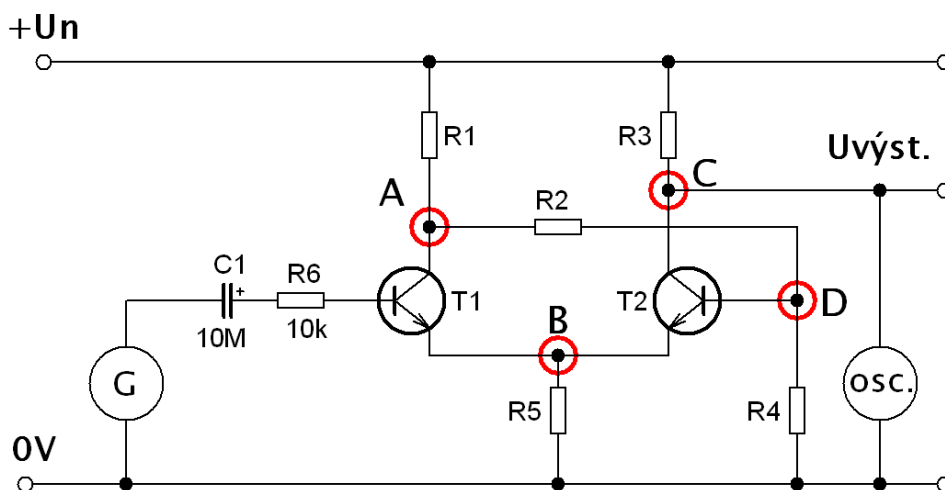 +Un
R1
R3
Uvýst.
A
C
R2
C1
+
R6
T1
T2
D
10M
10k
B
G
R5
R4
osc.
0V